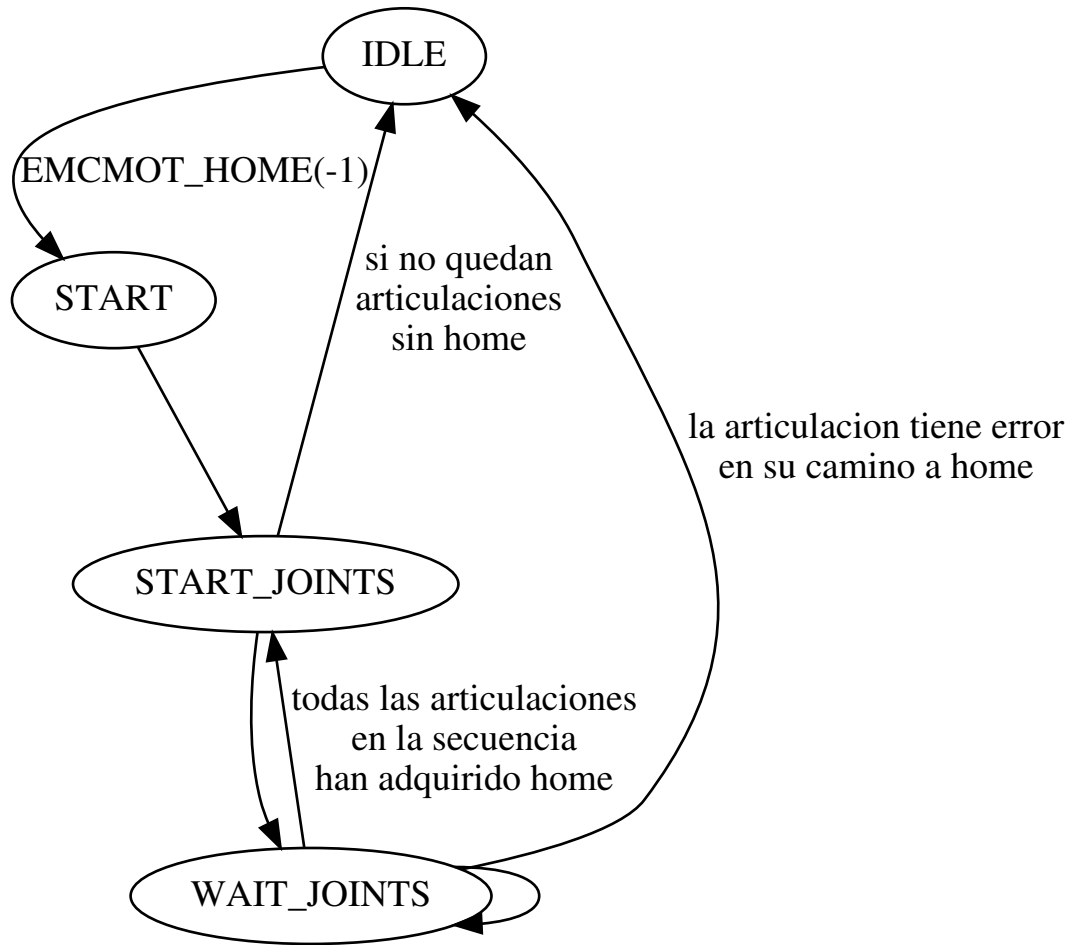 IDLE
EMCMOT_HOME(-1)
START
si no quedan
articulaciones
sin home
la articulacion tiene error
en su camino a home
START_JOINTS
todas las articulaciones
en la secuencia
han adquirido home
WAIT_JOINTS